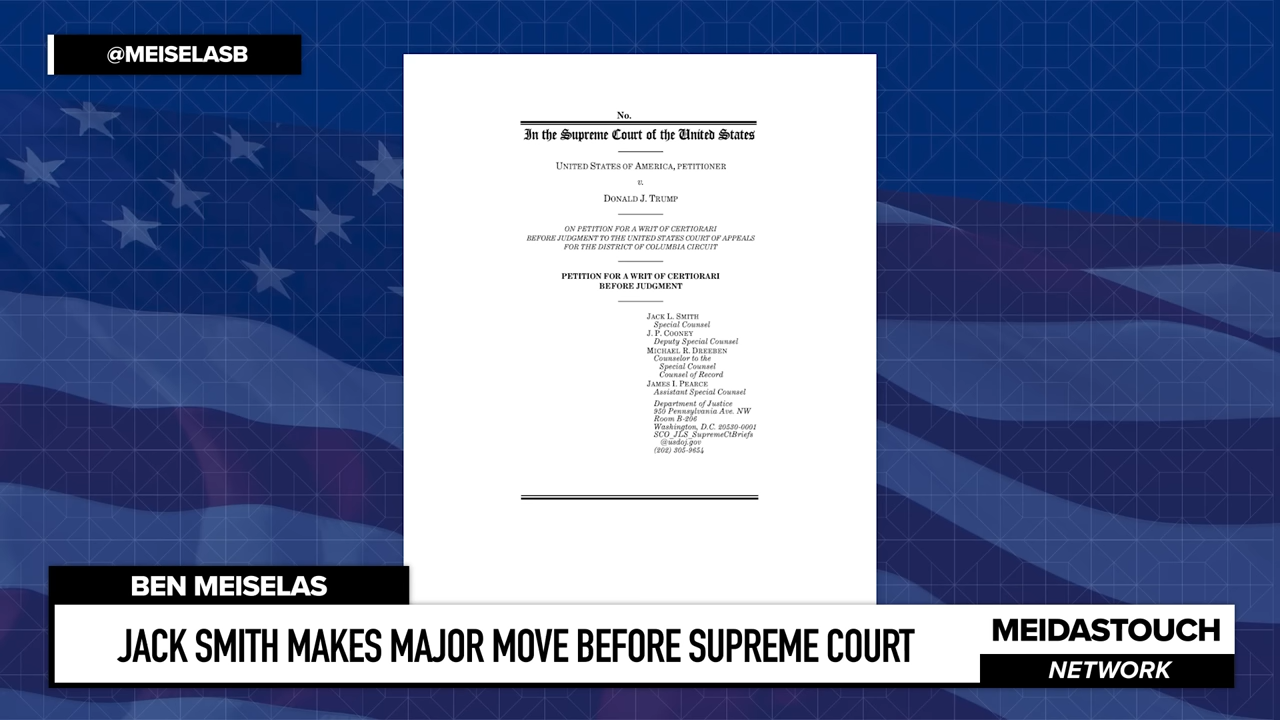 @MEISELASB
No.
In the Supreme Court of the United States
UNITED STATES OF AMERICA, PETITIONER
v.
DONALD J. TRUMP
ON PETITION FOR A WRIT OF CERTIORARI
BEFORE JUDGMENT TO THE UNITED STATES COURT OF APPEALS
FOR THE DISTRICT OF COLUMBIA CIRCUIT
PETITION FOR A WRIT OF CERTIORARI
BEFORE JUDGMENT
JACK L. SMITH
Special Counsel
J. P. COONEY
Deputy Special Counsel
MICHAEL R. DREEBEN
Counselor to the
Special Counsel
Counsel of Record
JAMES I. PEARCE
Assistant Special Counsel
Department of Justice
950 Pennsylvania Ave. NW
Room B-206
Washington, D.C. 20530-0001
SCO_JLS_SupremeCtBriefs
@usdoj.gov
(202) 305-9654
BEN MEISELAS
JACK SMITH MAKES MAJOR MOVE BEFORE SUPREME COURT
MEIDASTOUCH
NETWORK